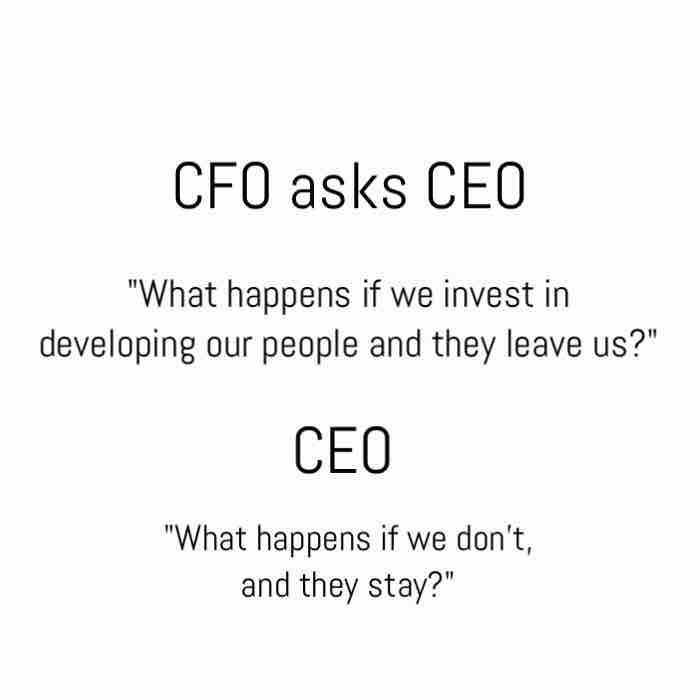 CFO asks CEO
"What happens if we invest in
developing our people and they leave us?"
CEO
"What happens if we don't,
and they stay?"